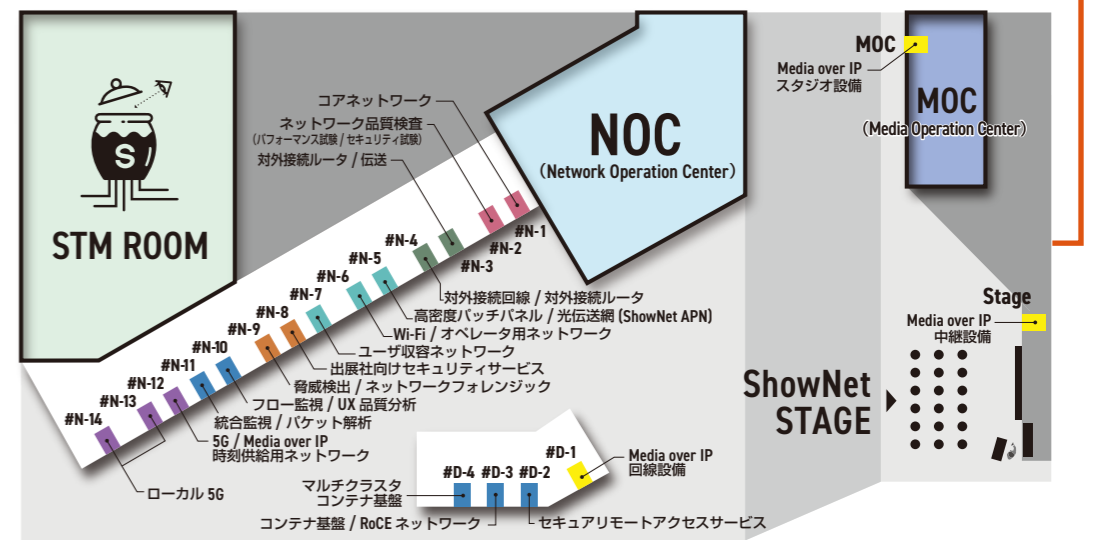 S
STM ROOM
コアネットワーク
ネットワーク品質検査
(パフォーマンス試験 / セキュリティ試験)
対外接続ルータ / 伝送
NOC
(Network Operation Center)
MOC
Media over IP
スタジオ設備
MOC
(Media Operation Center)
#N-1
#N-2
#N-3
#N-4
#N-5
#N-6
#N-7
#N-8
#N-9
#N-10
#N-11
#N-12
#N-13
#N-14
対外接続回線 / 対外接続ルータ
高密度パッチパネル / 光伝送網 (ShowNet APN)
Wi-Fi / オペレータ用ネットワーク
ユーザ収容ネットワーク
出展社向けセキュリティサービス
脅威検出 / ネットワークフォレンジック
フロー監視 / UX 品質分析
統合監視 / パケット解析
5G / Media over IP
時刻供給用ネットワーク
ローカル 5G
#D-1
#D-2
#D-3
#D-4
Media over IP
回線設備
マルチクラスタ
コンテナ基盤
コンテナ基盤 / RoCE ネットワーク
セキュアリモートアクセスサービス
Stage
Media over IP
中継設備
ShowNet
STAGE